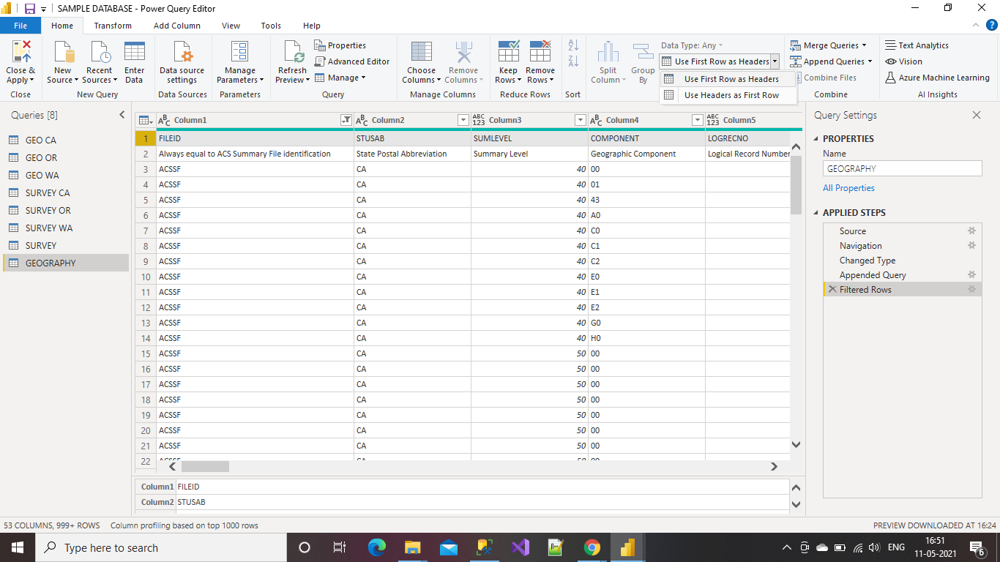 SAMPLE DATABASE - Power Query Editor
File Home Transform Add Column View Tools Help
Close & Apply
New Source
Recent Sources
Enter Data
Data source settings
Manage Parameters
Refresh Preview
Properties
Advanced Editor
Manage
Choose Columns
Remove Columns
Keep Rows
Remove Rows
Split Column
Group By
Data Type: Any
Use First Row as Headers
Use First Row as Headers
Use Headers as First Row
Merge Queries
Append Queries
Combine Files
Text Analytics
Vision
Azure Machine Learning
Close New Query Data Sources Parameters Query Manage Columns Reduce Rows Sort Combine AI Insights
Queries [8]
GEO CA
GEO OR
GEO WA
SURVEY CA
SURVEY OR
SURVEY WA
SURVEY
GEOGRAPHY
ABC Column1 ABC Column2 ABC 123 Column3 ABC Column4 ABC 123 Column5
1 FILEID STUSAB SUMLEVEL COMPONENT LOGRECNO
2 Always equal to ACS Summary File identification State Postal Abbreviation Summary Level Geographic Component Logical Record Number
3 ACSSF CA 40 00
4 ACSSF CA 40 01
5 ACSSF CA 40 43
6 ACSSF CA 40 A0
7 ACSSF CA 40 C0
8 ACSSF CA 40 C1
9 ACSSF CA 40 C2
10 ACSSF CA 40 E0
11 ACSSF CA 40 E1
12 ACSSF CA 40 E2
13 ACSSF CA 40 G0
14 ACSSF CA 40 H0
15 ACSSF CA 50 00
16 ACSSF CA 50 00
17 ACSSF CA 50 00
18 ACSSF CA 50 00
19 ACSSF CA 50 00
20 ACSSF CA 50 00
21 ACSSF CA 50 00
22 ACSSF CA 50 00
Column1 FILEID
Column2 STUSAB
Query Settings
PROPERTIES
Name
GEOGRAPHY
All Properties
APPLIED STEPS
Source
Navigation
Changed Type
Appended Query
Filtered Rows
53 COLUMNS, 999+ ROWS Column profiling based on top 1000 rows PREVIEW DOWNLOADED AT 16:24
Type here to search
ENG
16:51
11-05-2021
6